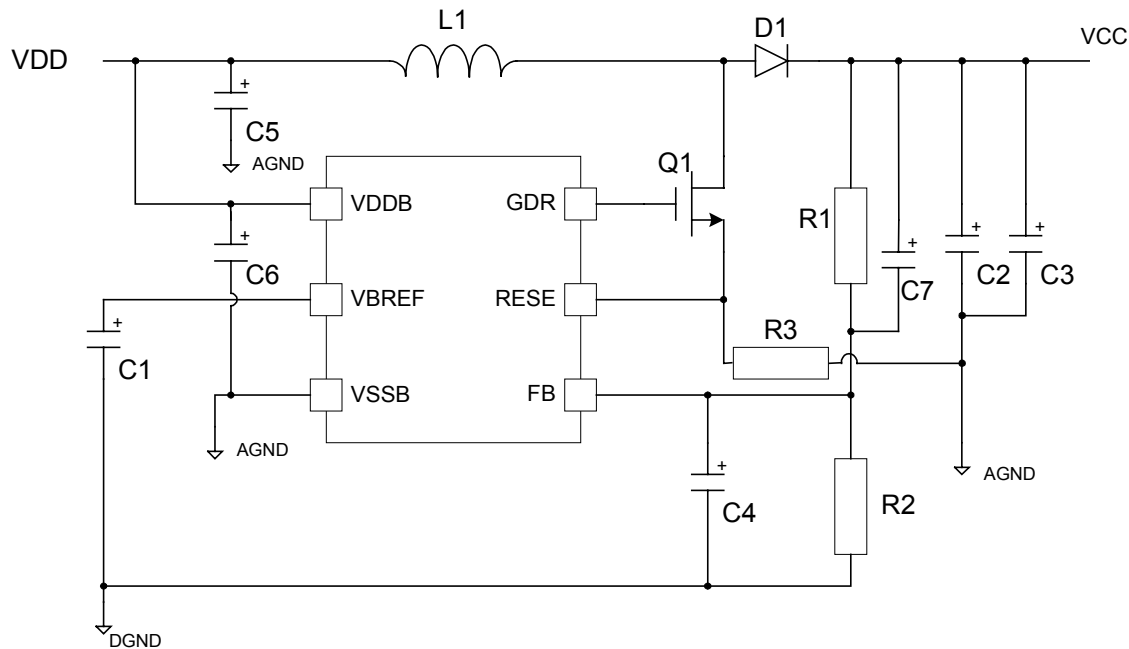 L1
D1
VCC
VDD
+
C5
AGND
Q1
VDDB
GDR
R1
+
C6
+
C7
+
C2
+
C3
VBREF
RESE
+
C1
R3
VSSB
FB
AGND
AGND
+
C4
R2
DGND